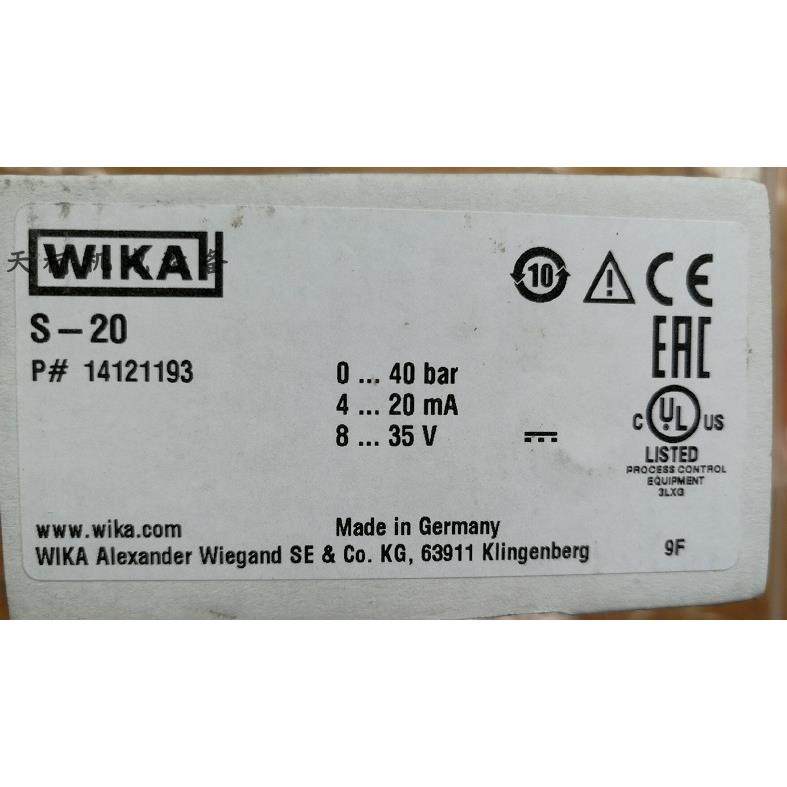 WIKA
S-20
P# 14121193
0 ... 40 bar
4 ... 20 mA
8 ... 35 V
10
CE
EAC
C UL US
LISTED
PROCESS CONTROL
EQUIPMENT
3LXG
www.wika.com
Made in Germany
WIKA Alexander Wiegand SE & Co. KG, 63911 Klingenberg
9F